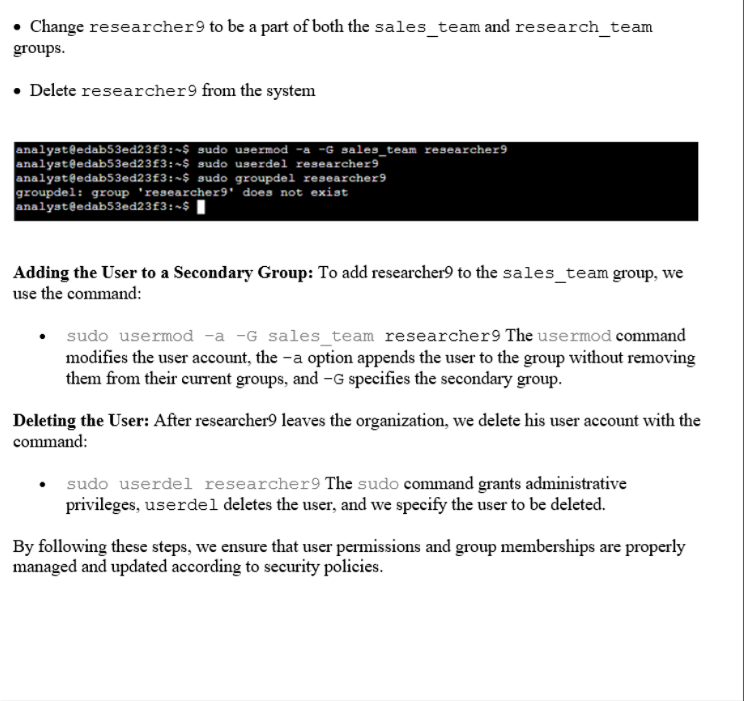 • Change researcher9 to be a part of both the sales_team and research_team
groups.
• Delete researcher9 from the system
analyst@edab53ed23f3:~$ sudo usermod -a -G sales_team researcher9
analyst@edab53ed23f3:~$ sudo userdel researcher9
analyst@edab53ed23f3:~$ sudo groupdel researcher9
groupdel: group 'researcher9' does not exist
analyst@edab53ed23f3:~$
Adding the User to a Secondary Group: To add researcher9 to the sales_team group, we
use the command:
• sudo usermod -a -G sales_team researcher9 The usermod command
modifies the user account, the -a option appends the user to the group without removing
them from their current groups, and -G specifies the secondary group.
Deleting the User: After researcher9 leaves the organization, we delete his user account with the
command:
• sudo userdel researcher9 The sudo command grants administrative
privileges, userdel deletes the user, and we specify the user to be deleted.
By following these steps, we ensure that user permissions and group memberships are properly
managed and updated according to security policies.